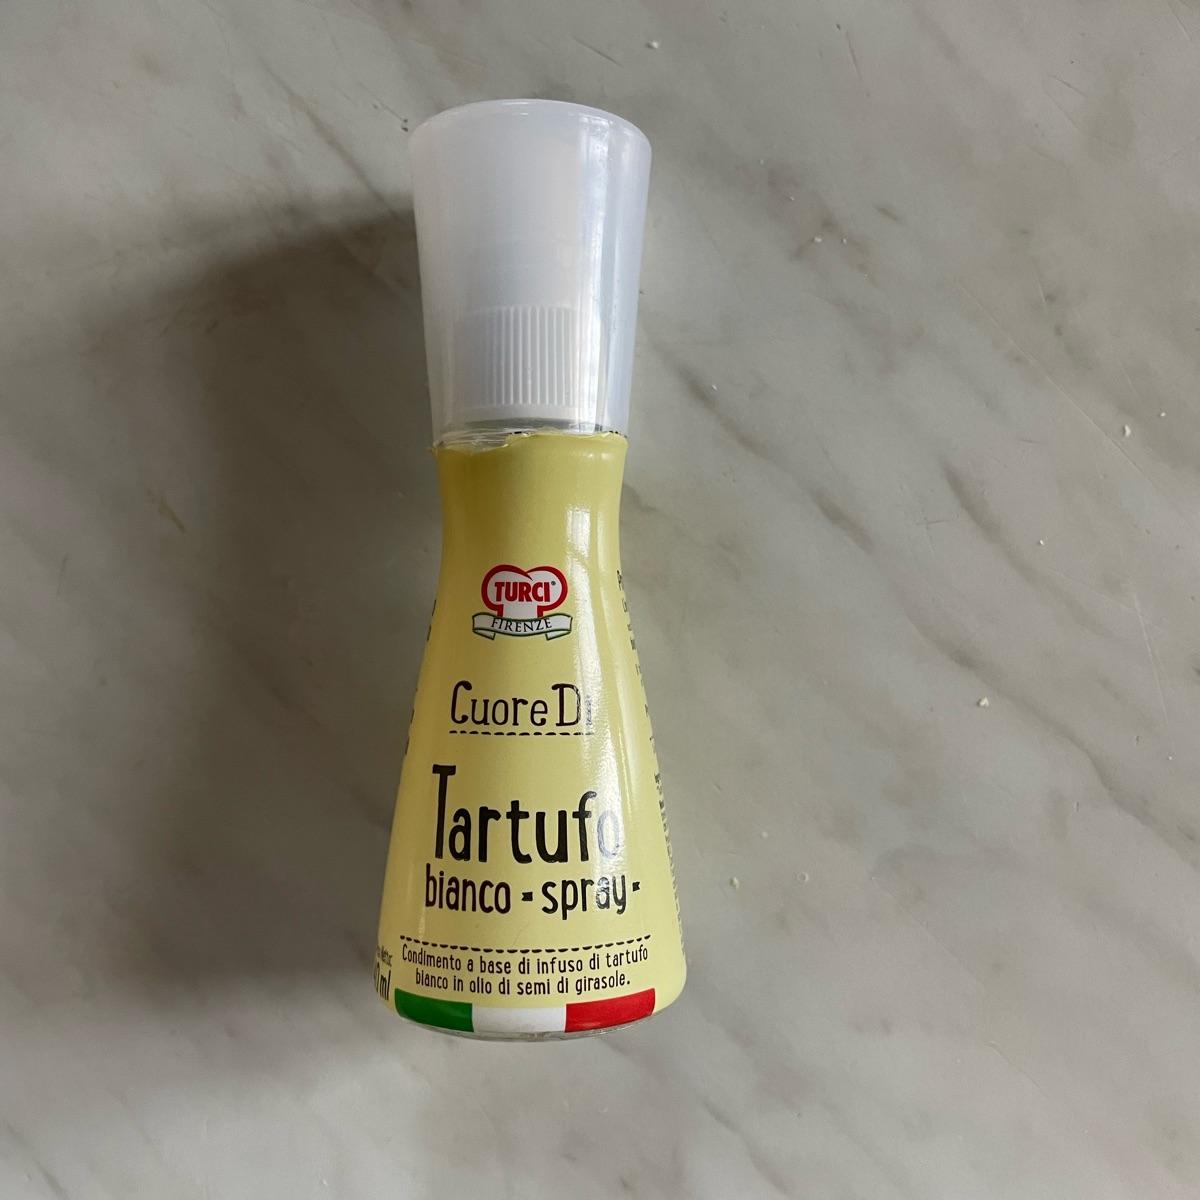 TURCI
FIRENZE
Cuore Di
Tartufo
bianco - spray -
Condimento a base di infuso di tartufo
bianco in olio di semi di girasole.